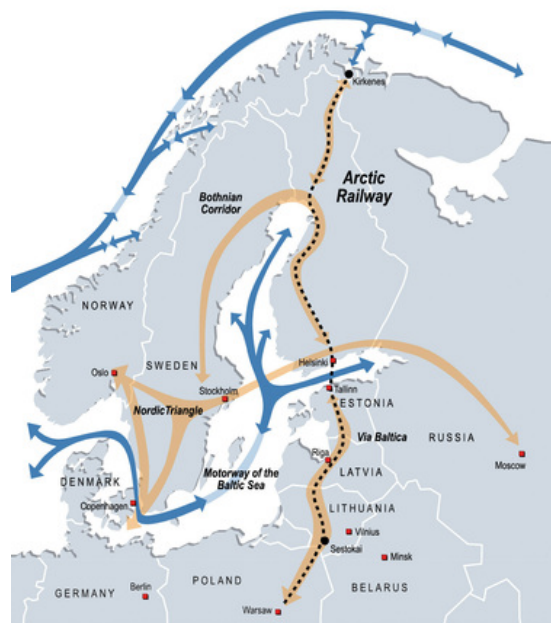 Kirkenes
Arctic
Railway
Bothnian
Corridor
NORWAY
SWEDEN
Helsinki
Oslo
Stockholm
Tallinn
ESTONIA
Nordic Triangle
Via Baltica
RUSSIA
Moscow
Riga
LATVIA
Motorway of the
Baltic Sea
DENMARK
Copenhagen
LITHUANIA
Vilnius
Sestokai
Minsk
POLAND
GERMANY
Berlin
BELARUS
Warsaw